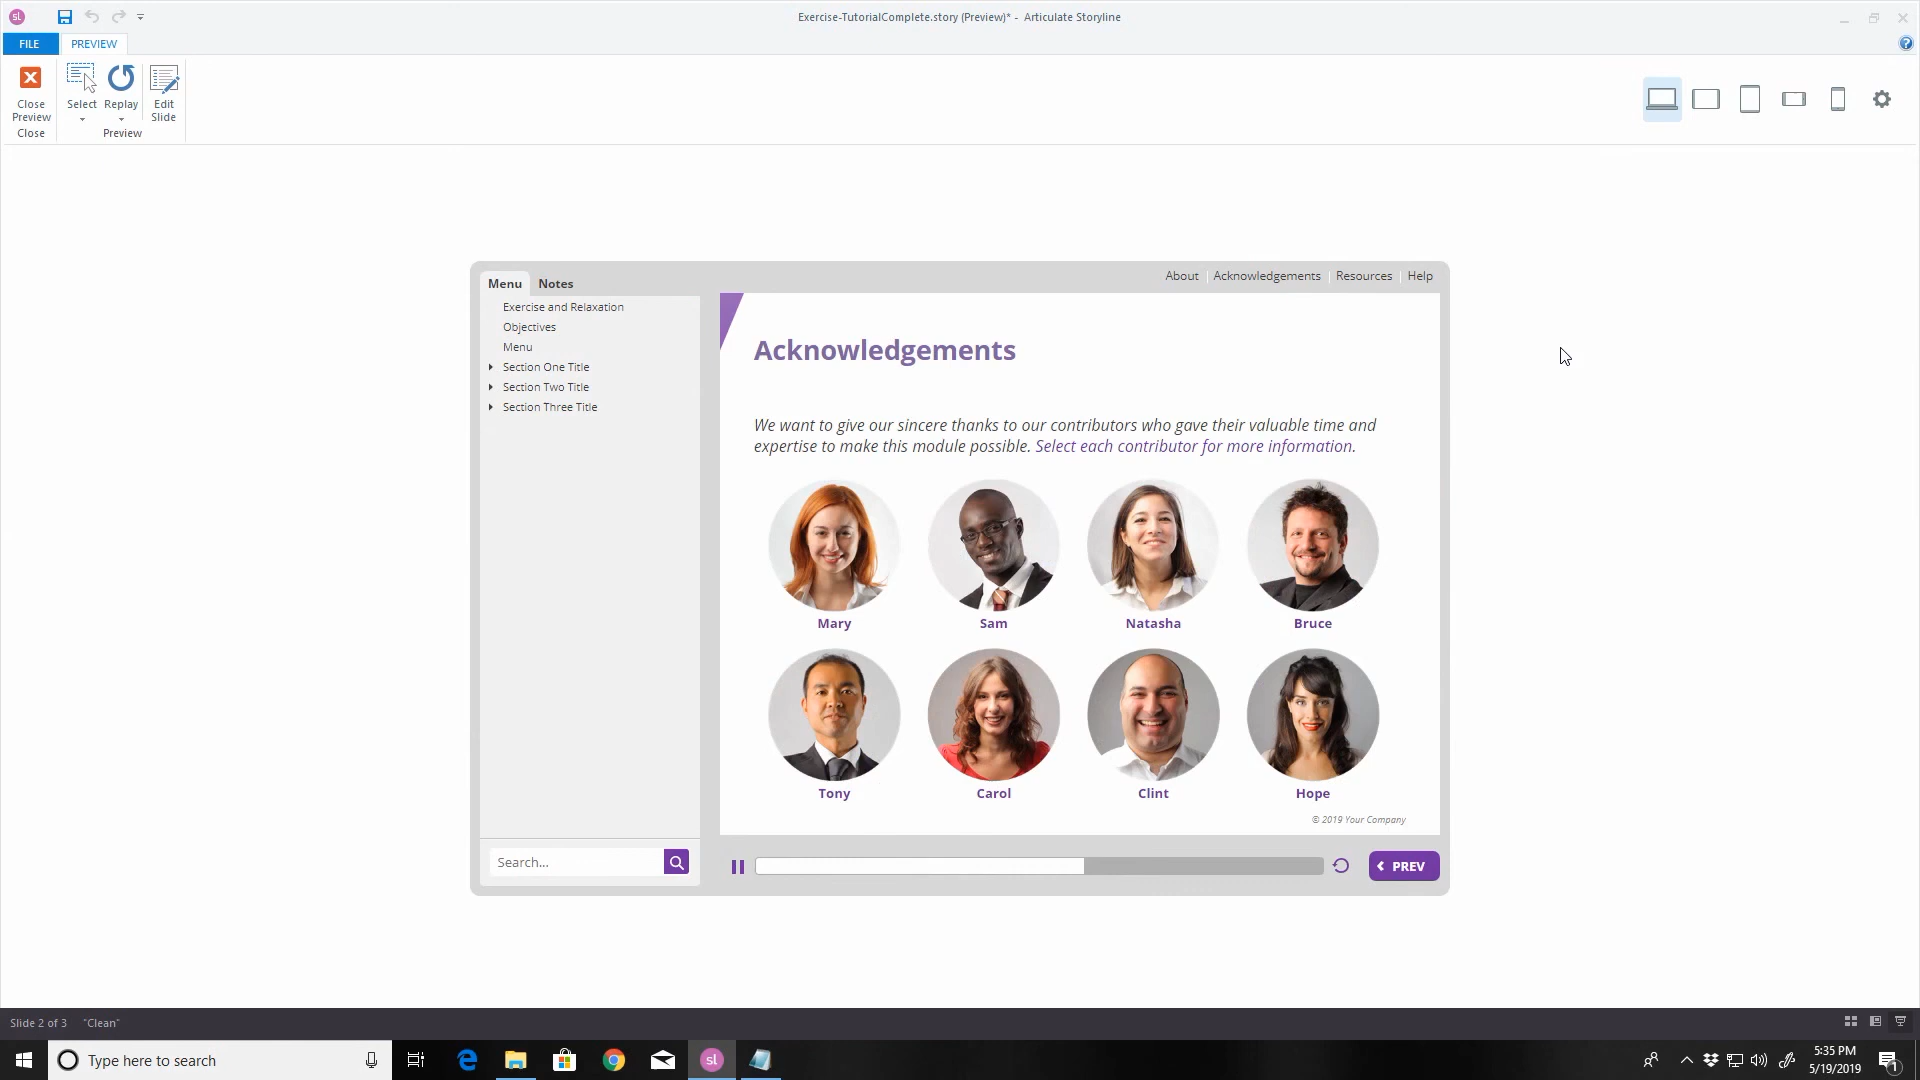 sl
Exercise-TutorialComplete.story (Preview)* - Articulate Storyline
FILE
PREVIEW
?
Close
Preview
Select
Replay
Edit
Slide
Close
Preview
Menu
Notes
About
Acknowledgements
Resources
Help
Exercise and Relaxation
Objectives
Menu
Section One Title
Section Two Title
Section Three Title
Acknowledgements
We want to give our sincere thanks to our contributors who gave their valuable time and
expertise to make this module possible. Select each contributor for more information.
Mary
Sam
Natasha
Bruce
Tony
Carol
Clint
Hope
© 2019 Your Company
Search...
PREV
Slide 2 of 3
"Clean"
Type here to search
sl
5:35 PM
5/19/2019
1